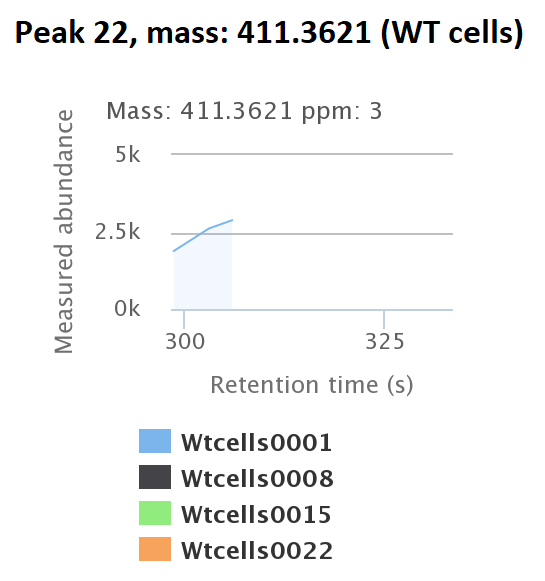 Peak 22, mass: 411.3621 (WT cells)
Mass: 411.3621 ppm: 3
Measured abundance
5k
2.5k
0k
300
325
Retention time (s)
Wtcells0001
Wtcells0008
Wtcells0015
Wtcells0022